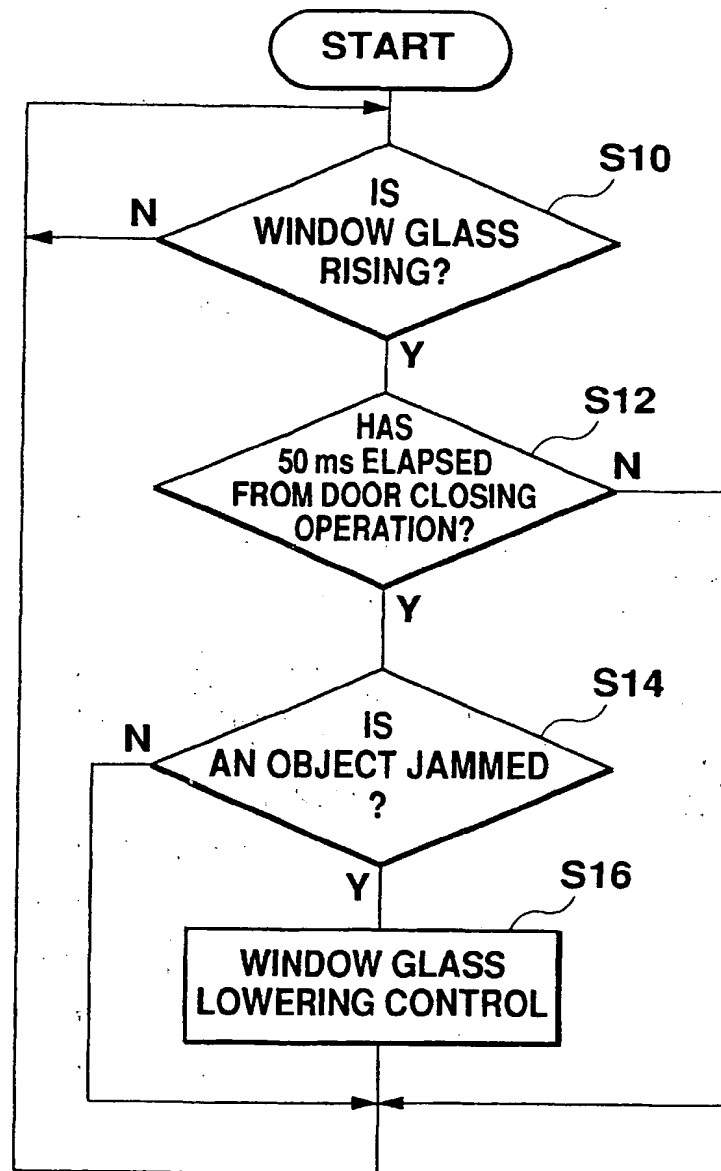 START
S10
IS
WINDOW GLASS
RISING?
N
Y
S12
HAS
50 ms ELAPSED
FROM DOOR CLOSING
OPERATION?
N
Y
S14
IS
AN OBJECT JAMMED
?
N
Y
S16
WINDOW GLASS
LOWERING CONTROL